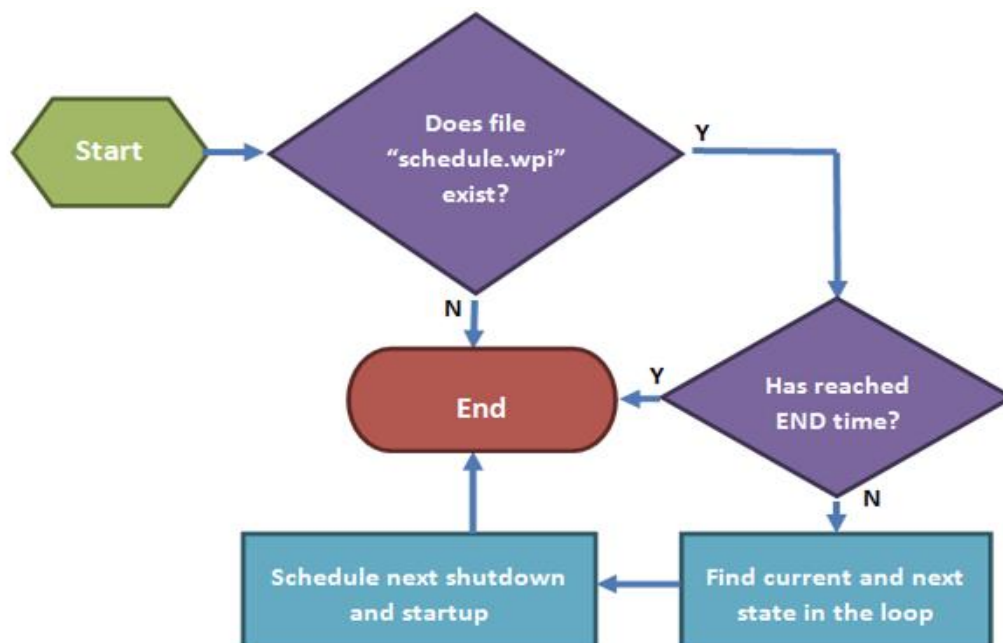 Start
Does file
“schedule.wpi”
exist?
Y
N
End
Y
Has reached
END time?
N
Schedule next shutdown
and startup
Find current and next
state in the loop